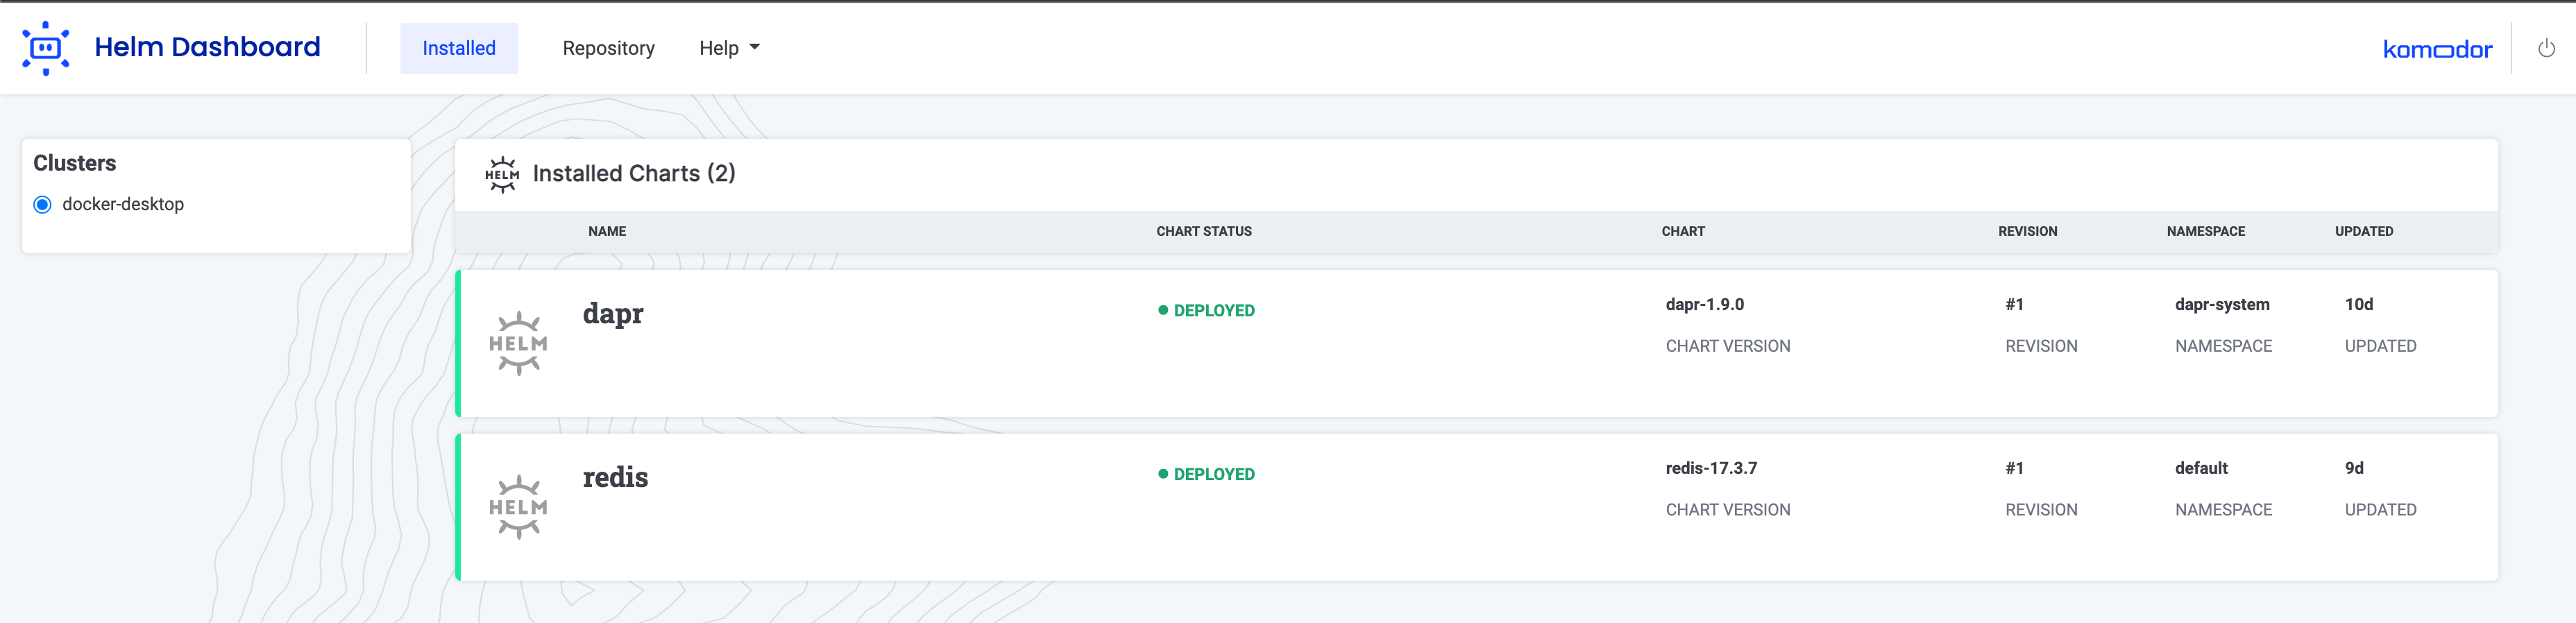 Helm Dashboard Installed Repository Help komodor
Clusters
docker-desktop
HELM Installed Charts (2)
NAME CHART STATUS CHART REVISION NAMESPACE UPDATED
HELM dapr DEPLOYED dapr-1.9.0 #1 dapr-system 10d
CHART VERSION REVISION NAMESPACE UPDATED
HELM redis DEPLOYED redis-17.3.7 #1 default 9d
CHART VERSION REVISION NAMESPACE UPDATED